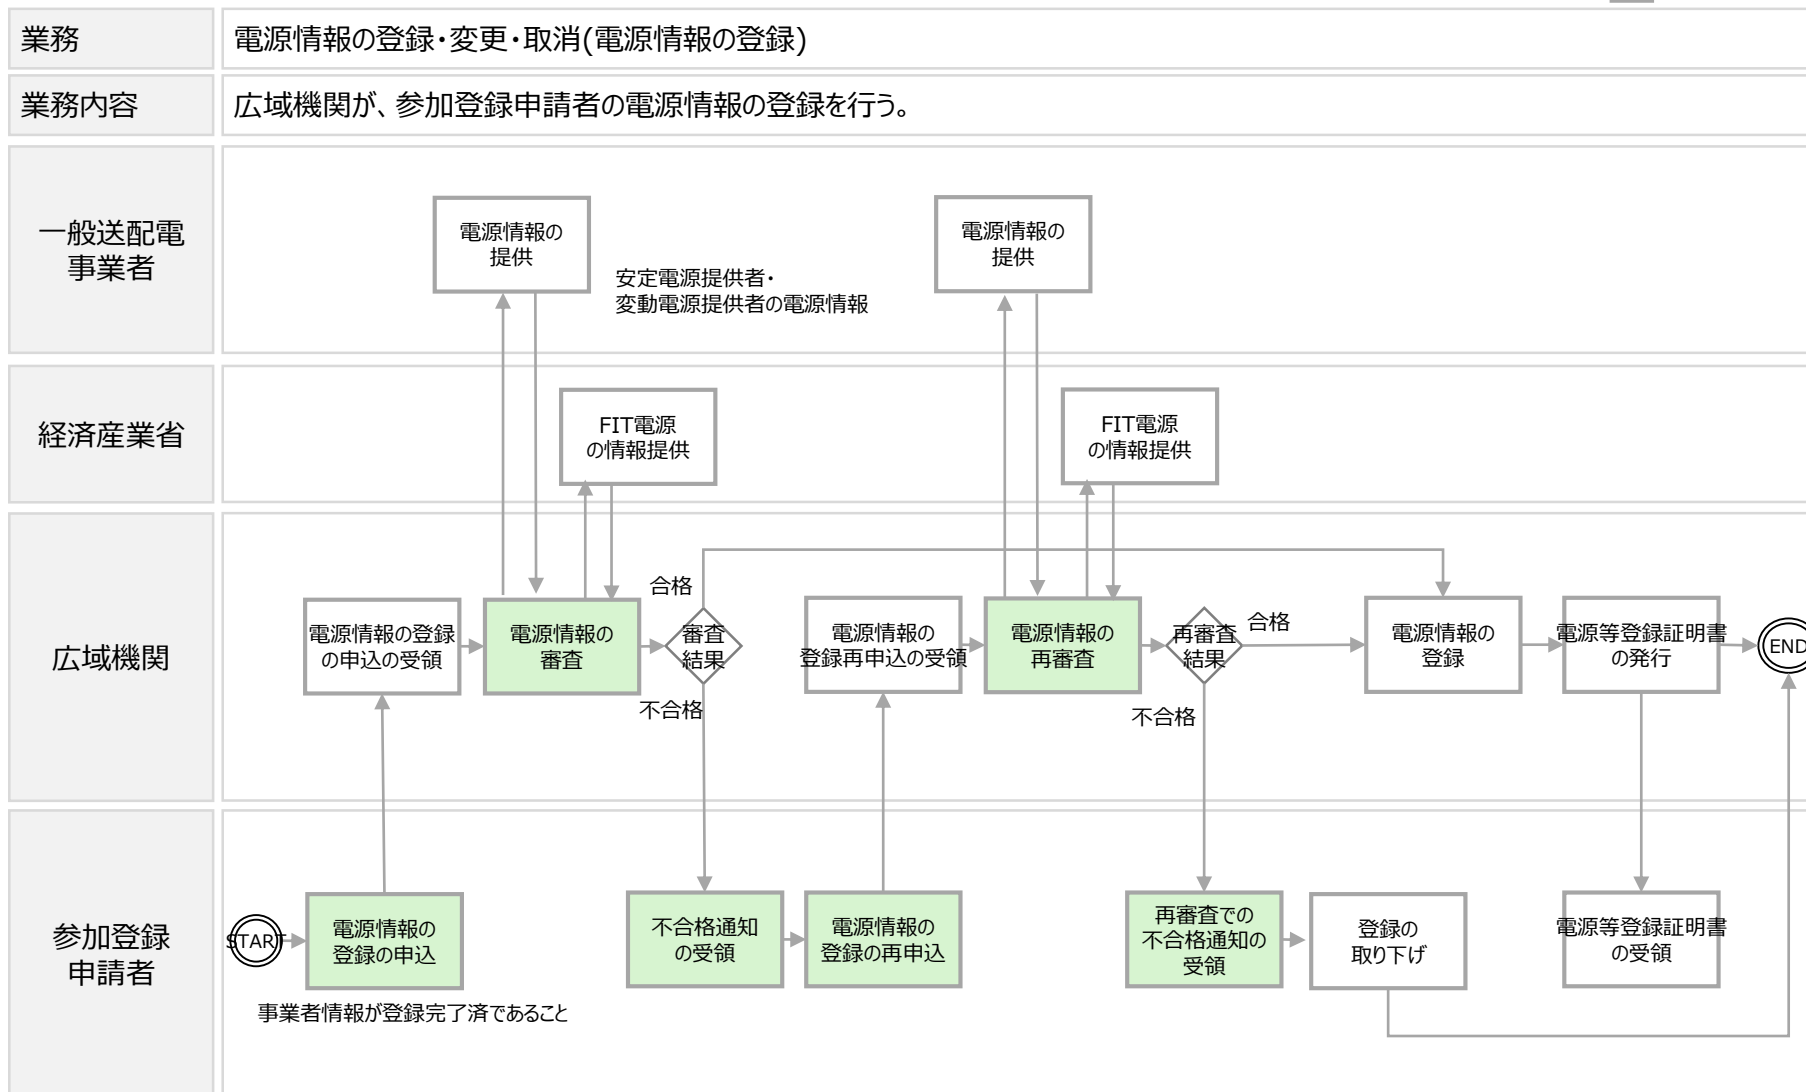 業務
電源情報の登録・変更・取消(電源情報の登録)
業務内容
広域機関が、参加登録申請者の電源情報の登録を行う。
一般送配電
事業者
電源情報の
提供
安定電源提供者・
変動電源提供者の電源情報
電源情報の
提供
経済産業省
FIT電源
の情報提供
FIT電源
の情報提供
広域機関
電源情報の登録
の申込の受領
電源情報の
審査
合格
審査
結果
不合格
電源情報の
登録再申込の受領
電源情報の
再審査
再審査
結果
合格
不合格
電源情報の
登録
電源等登録証明書
の発行
END
参加登録
申請者
START
電源情報の
登録の申込
事業者情報が登録完了済であること
不合格通知
の受領
電源情報の
登録の再申込
再審査での
不合格通知の
受領
登録の
取り下げ
電源等登録証明書
の受領